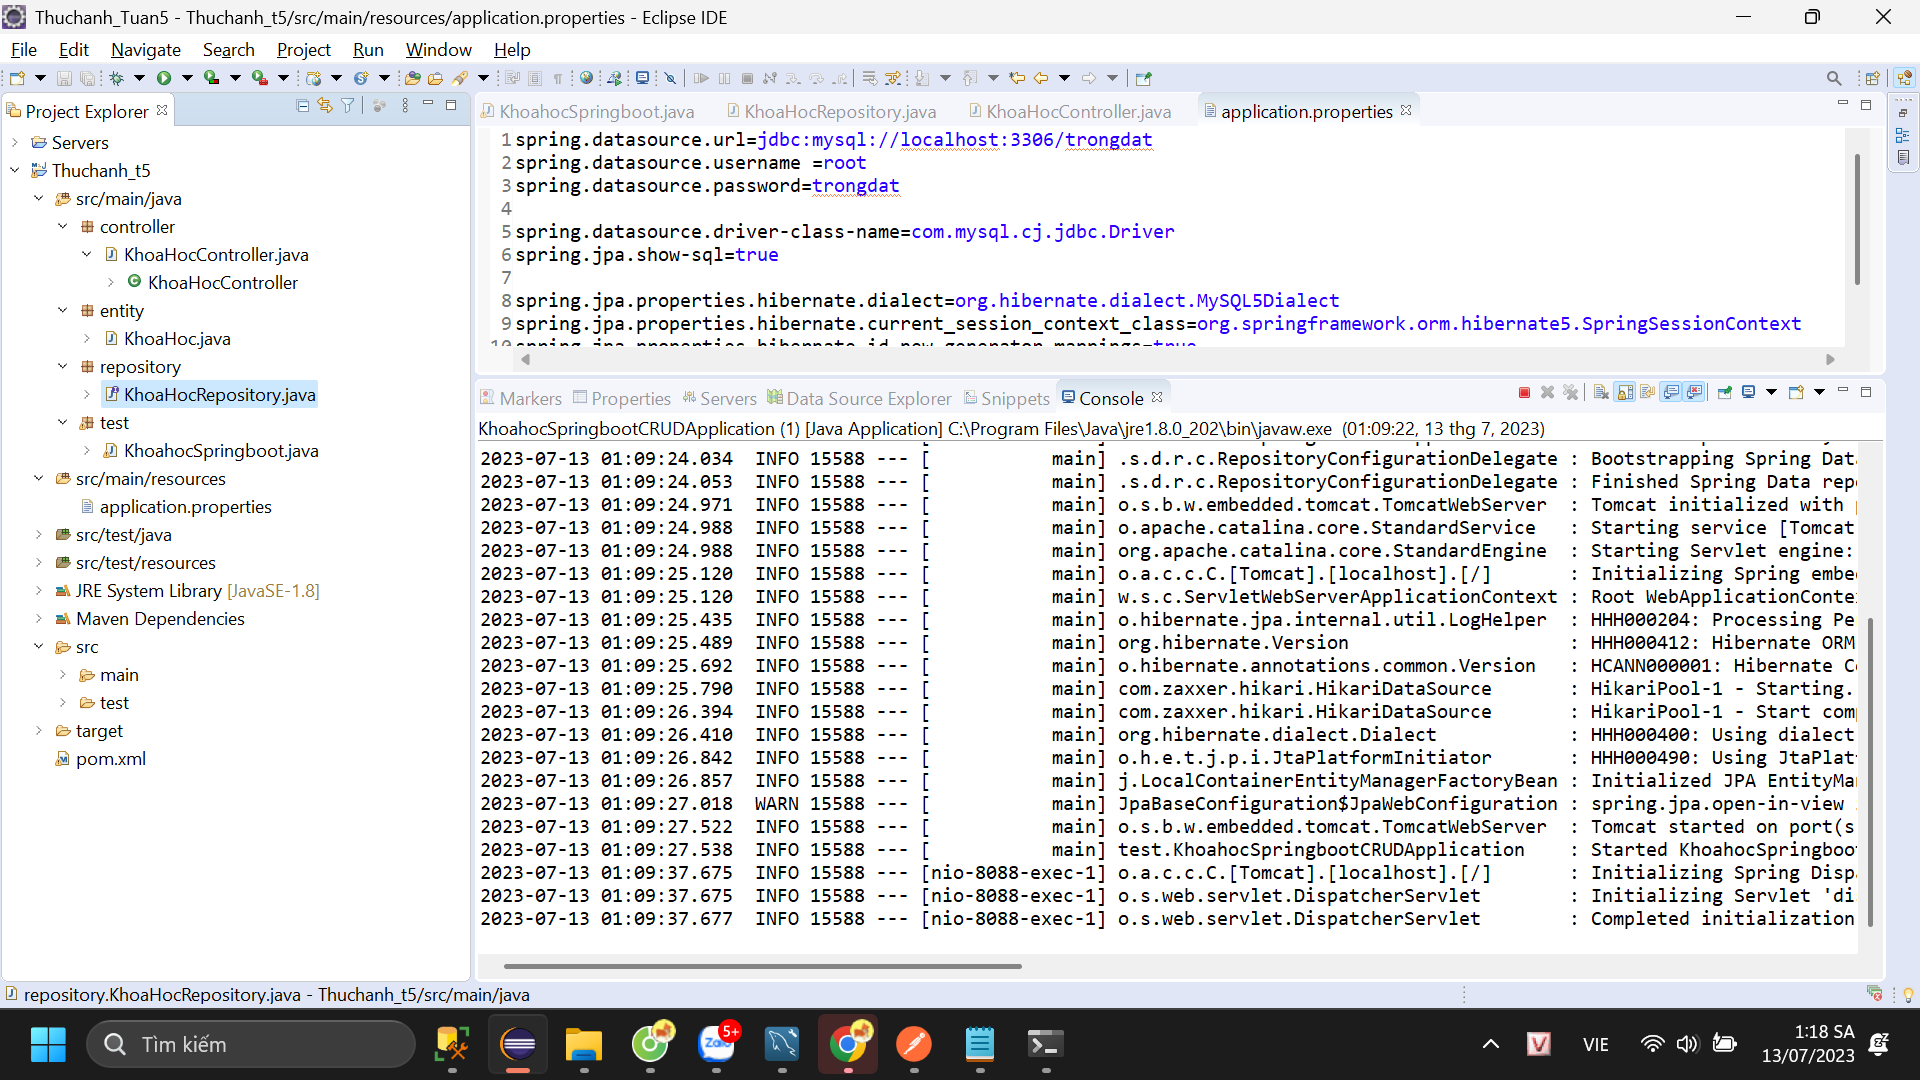 Thuchanh_Tuan5 - Thuchanh_t5/src/main/resources/application.properties - Eclipse IDE
File Edit Navigate Search Project Run Window Help
Project Explorer
Servers
Thuchanh_t5
src/main/java
controller
KhoaHocController.java
KhoaHocController
entity
KhoaHoc.java
repository
KhoaHocRepository.java
test
KhoahocSpringboot.java
src/main/resources
application.properties
src/test/java
src/test/resources
JRE System Library [JavaSE-1.8]
Maven Dependencies
src
main
test
target
pom.xml
KhoahocSpringboot.java KhoaHocRepository.java KhoaHocController.java application.properties
1 spring.datasource.url=jdbc:mysql://localhost:3306/trongdat
2 spring.datasource.username =root
3 spring.datasource.password=trongdat
4
5 spring.datasource.driver-class-name=com.mysql.cj.jdbc.Driver
6 spring.jpa.show-sql=true
7
8 spring.jpa.properties.hibernate.dialect=org.hibernate.dialect.MySQL5Dialect
9 spring.jpa.properties.hibernate.current_session_context_class=org.springframework.orm.hibernate5.SpringSessionContext
10 spring.jpa.properties.hibernate.id.new_generator_mappings=true
Markers Properties Servers Data Source Explorer Snippets Console
KhoahocSpringbootCRUDApplication (1) [Java Application] C:\Program Files\Java\jre1.8.0_202\bin\javaw.exe (01:09:22, 13 thg 7, 2023)
2023-07-13 01:09:24.034 INFO 15588 --- [ main] .s.d.r.c.RepositoryConfigurationDelegate : Bootstrapping Spring Dat
2023-07-13 01:09:24.053 INFO 15588 --- [ main] .s.d.r.c.RepositoryConfigurationDelegate : Finished Spring Data rep
2023-07-13 01:09:24.971 INFO 15588 --- [ main] o.s.b.w.embedded.tomcat.TomcatWebServer : Tomcat initialized with
2023-07-13 01:09:24.988 INFO 15588 --- [ main] o.apache.catalina.core.StandardService : Starting service [Tomcat
2023-07-13 01:09:24.988 INFO 15588 --- [ main] org.apache.catalina.core.StandardEngine : Starting Servlet engine:
2023-07-13 01:09:25.120 INFO 15588 --- [ main] o.a.c.c.C.[Tomcat].[localhost].[/] : Initializing Spring embe
2023-07-13 01:09:25.120 INFO 15588 --- [ main] w.s.c.ServletWebServerApplicationContext : Root WebApplicationConte
2023-07-13 01:09:25.435 INFO 15588 --- [ main] o.hibernate.jpa.internal.util.LogHelper : HHH000204: Processing Pe
2023-07-13 01:09:25.489 INFO 15588 --- [ main] org.hibernate.Version : HHH000412: Hibernate ORM
2023-07-13 01:09:25.692 INFO 15588 --- [ main] o.hibernate.annotations.common.Version : HCANN000001: Hibernate C
2023-07-13 01:09:25.790 INFO 15588 --- [ main] com.zaxxer.hikari.HikariDataSource : HikariPool-1 - Starting.
2023-07-13 01:09:26.394 INFO 15588 --- [ main] com.zaxxer.hikari.HikariDataSource : HikariPool-1 - Start com
2023-07-13 01:09:26.410 INFO 15588 --- [ main] org.hibernate.dialect.Dialect : HHH000400: Using dialect
2023-07-13 01:09:26.842 INFO 15588 --- [ main] o.h.e.t.j.p.i.JtaPlatformInitiator : HHH000490: Using JtaPlat
2023-07-13 01:09:26.857 INFO 15588 --- [ main] j.LocalContainerEntityManagerFactoryBean : Initialized JPA EntityMa
2023-07-13 01:09:27.018 WARN 15588 --- [ main] JpaBaseConfiguration$JpaWebConfiguration : spring.jpa.open-in-view
2023-07-13 01:09:27.522 INFO 15588 --- [ main] o.s.b.w.embedded.tomcat.TomcatWebServer : Tomcat started on port(s
2023-07-13 01:09:27.538 INFO 15588 --- [ main] test.KhoahocSpringbootCRUDApplication : Started KhoahocSpringboo
2023-07-13 01:09:37.675 INFO 15588 --- [nio-8088-exec-1] o.a.c.c.C.[Tomcat].[localhost].[/] : Initializing Spring Disp
2023-07-13 01:09:37.675 INFO 15588 --- [nio-8088-exec-1] o.s.web.servlet.DispatcherServlet : Initializing Servlet 'di
2023-07-13 01:09:37.677 INFO 15588 --- [nio-8088-exec-1] o.s.web.servlet.DispatcherServlet : Completed initialization
repository.KhoaHocRepository.java - Thuchanh_t5/src/main/java
Tìm kiếm
Zalo
5+
V
VIE
1:18 SA
13/07/2023